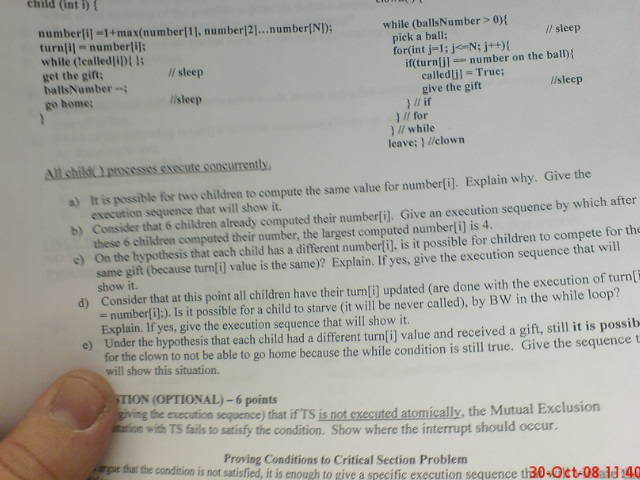 child (int i) {
number[i] =1+max(number[1], number[2]...number[N]);
turn[i] = number[i];
while (!called[i]){ };
get the gift; // sleep
ballsNumber --;
go home; //sleep
}
while (ballsNumber > 0){
pick a ball; // sleep
for(int j=1; j<=N; j++){
if(turn[j] == number on the ball){
called[j] = True;
give the gift //sleep
} // if
} // for
} // while
leave; } //clown
All child( ) processes execute concurrently.
a) It is possible for two children to compute the same value for number[i]. Explain why. Give the
execution sequence that will show it.
b) Consider that 6 children already computed their number[i]. Give an execution sequence by which after
these 6 children computed their number, the largest computed number[i] is 4.
c) On the hypothesis that each child has a different number[i], is it possible for children to compete for the
same gift (because turn[i] value is the same)? Explain. If yes, give the execution sequence that will
show it.
d) Consider that at this point all children have their turn[i] updated (are done with the execution of turn[i
= number[i];). Is it possible for a child to starve (it will be never called), by BW in the while loop?
Explain. If yes, give the execution sequence that will show it.
e) Under the hypothesis that each child had a different turn[i] value and received a gift, still it is possib
for the clown to not be able to go home because the while condition is still true. Give the sequence t
will show this situation.
STION (OPTIONAL) – 6 points
giving the execution sequence) that if TS is not executed atomically, the Mutual Exclusion
with TS fails to satisfy the condition. Show where the interrupt should occur.
Proving Conditions to Critical Section Problem
argue that the condition is not satisfied, it is enough to give a specific execution sequence th
30-Oct-08 11:40